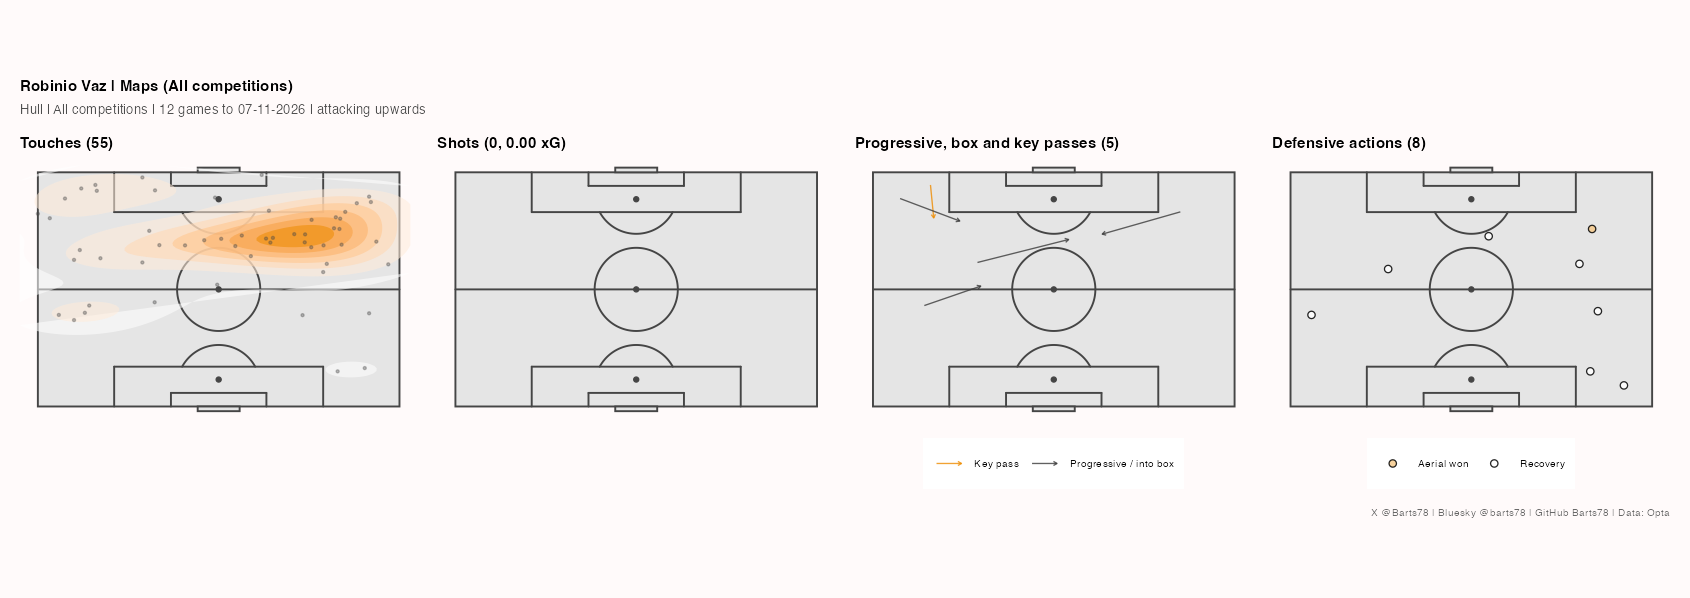 Robinio Vaz | Maps (All competitions)
Hull | All competitions | 12 games to 07-11-2026 | attacking upwards
Touches (55)
Shots (0, 0.00 xG)
Progressive, box and key passes (5)
Defensive actions (8)
Key pass
Progressive / into box
Aerial won
Recovery
X @Barts78 | Bluesky @barts78 | GitHub Barts78 | Data: Opta